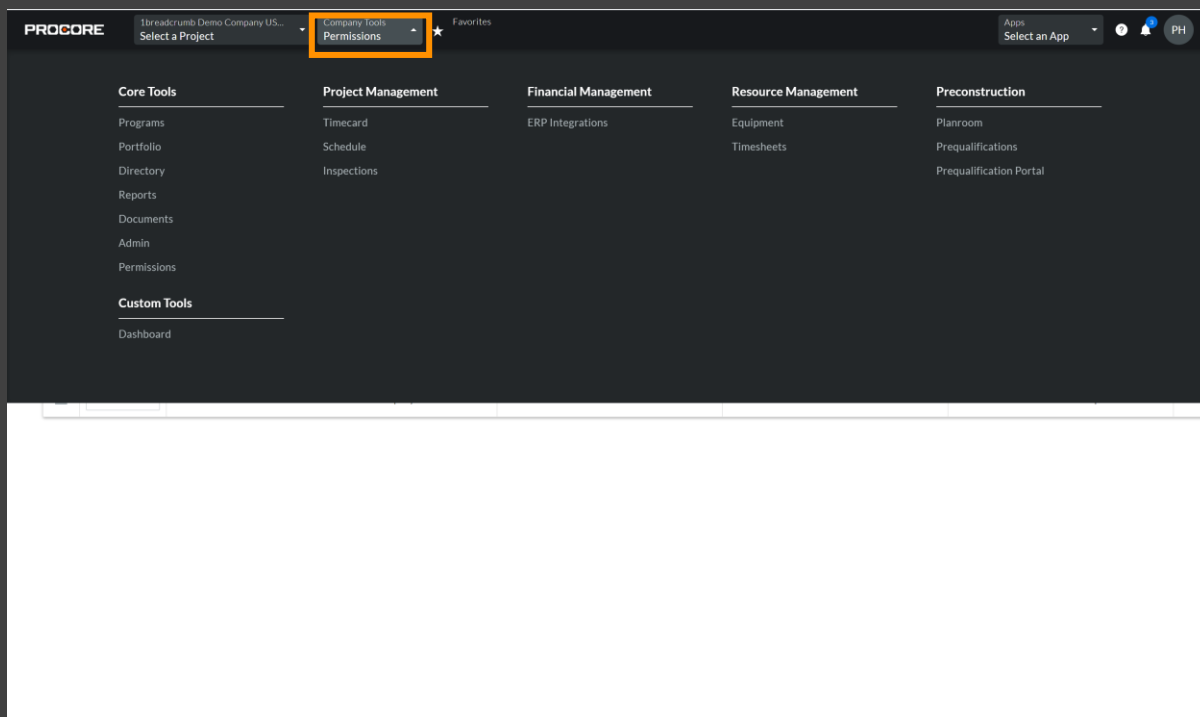 PROCORE
1breadcrumb Demo Company US...
Select a Project
Company Tools
Permissions
Favorites
Apps
Select an App
?
3
PH
Core Tools
Programs
Portfolio
Directory
Reports
Documents
Admin
Permissions
Custom Tools
Dashboard
Project Management
Timecard
Schedule
Inspections
Financial Management
ERP Integrations
Resource Management
Equipment
Timesheets
Preconstruction
Planroom
Prequalifications
Prequalification Portal